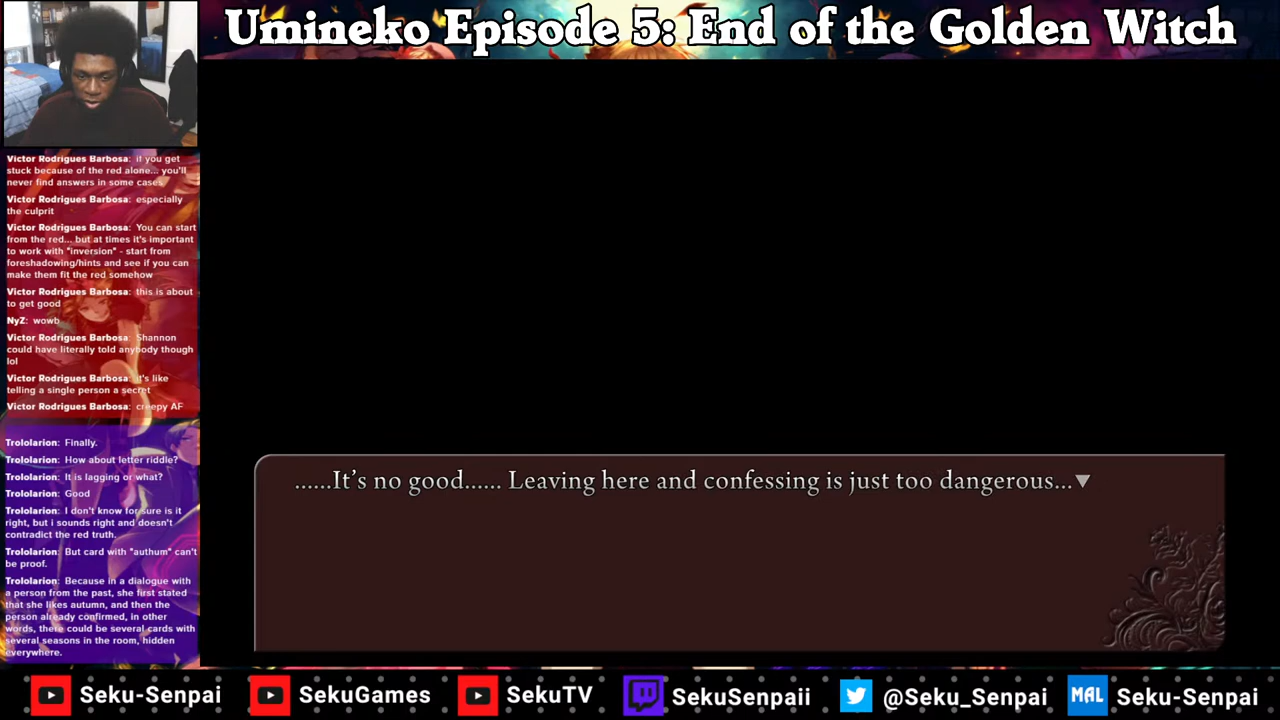 Umineko Episode 5: End of the Golden Witch
Victor Rodrigues Barbosa: if you get
stuck because of the red alone... you'll
never find answers in some cases
Victor Rodrigues Barbosa: especially
the culprit
Victor Rodrigues Barbosa: You can start
from the red... but at times it's important
to work with "inversion" - start from
foreshadowing/hints and see if you can
make them fit the red somehow
Victor Rodrigues Barbosa: this is about
to get good
NyZ: wowb
Victor Rodrigues Barbosa: Shannon
could have literally told anybody though
lol
Victor Rodrigues Barbosa: it's like
telling a single person a secret
Victor Rodrigues Barbosa: creepy AF
Trololarion: Finally.
Trololarion: How about letter riddle?
Trololarion: It is lagging or what?
Trololarion: Good
Trololarion: I don't know for sure is it
right, but i sounds right and doesn't
contradict the red truth.
Trololarion: But card with "authum" can't
be proof.
Trololarion: Because in a dialogue with
a person from the past, she first stated
that she likes autumn, and then the
person already confirmed, in other
words, there could be several cards with
several seasons in the room, hidden
everywhere.
......It's no good...... Leaving here and confessing is just too dangerous...
Seku-Senpai
SekuGames
SekuTV
SekuSenpaii
@Seku_Senpai
MAL
Seku-Senpai